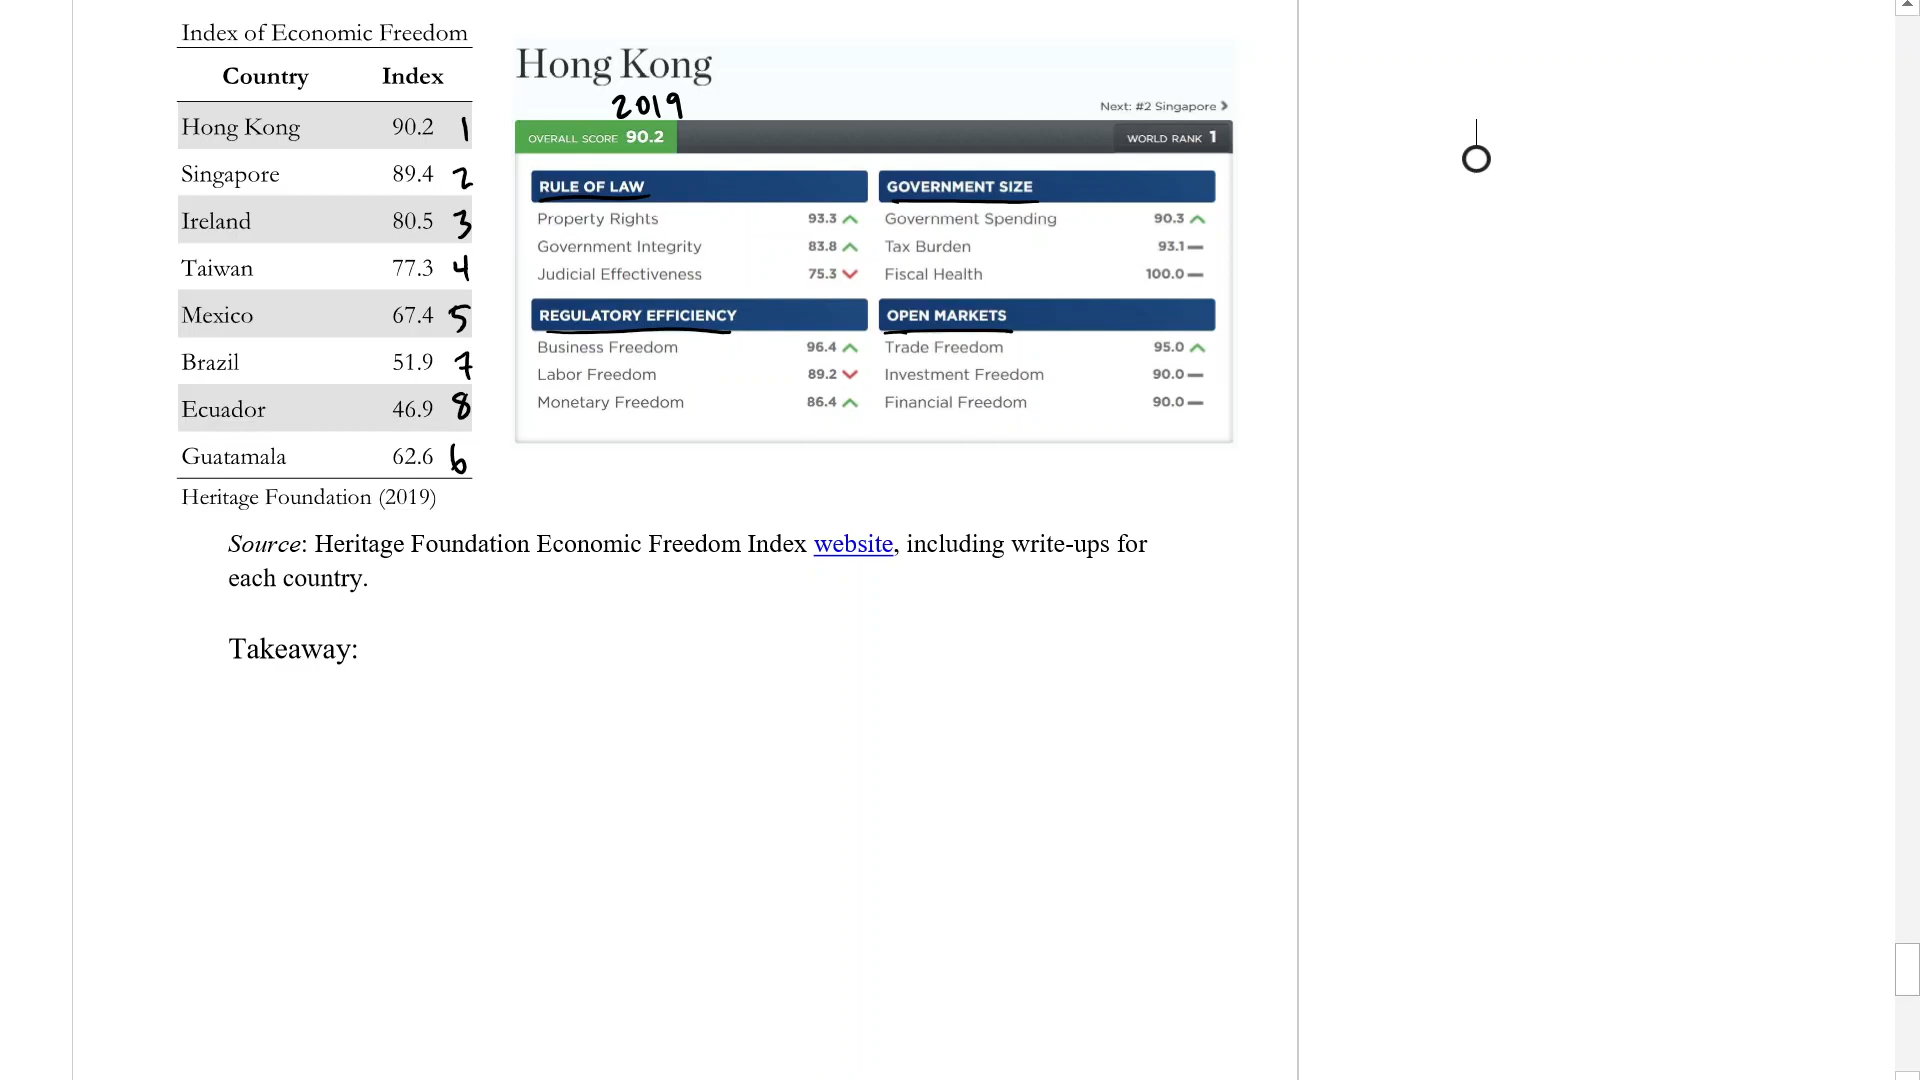 Index of Economic Freedom
Country Index
Hong Kong 90.2 1
Singapore 89.4 2
Ireland 80.5 3
Taiwan 77.3 4
Mexico 67.4 5
Brazil 51.9 7
Ecuador 46.9 8
Guatamala 62.6 6
Heritage Foundation (2019)
Hong Kong
2019
Next: #2 Singapore
OVERALL SCORE 90.2 WORLD RANK 1
RULE OF LAW
Property Rights 93.3
Government Integrity 83.8
Judicial Effectiveness 75.3
GOVERNMENT SIZE
Government Spending 90.3
Tax Burden 93.1
Fiscal Health 100.0
REGULATORY EFFICIENCY
Business Freedom 96.4
Labor Freedom 89.2
Monetary Freedom 86.4
OPEN MARKETS
Trade Freedom 95.0
Investment Freedom 90.0
Financial Freedom 90.0
Source: Heritage Foundation Economic Freedom Index website, including write-ups for
each country.
Takeaway: